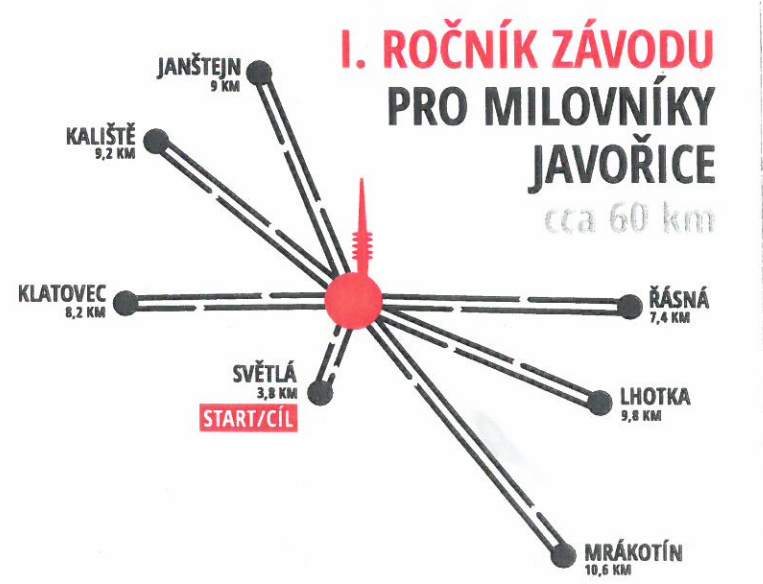 I. ROČNÍK ZÁVODU
PRO MILOVNÍKY
JAVOŘICE
cca 60 km
JANŠTEJN
9 KM
KALIŠTĚ
9,2 KM
KLATOVEC
8,2 KM
SVĚTLÁ
3,8 KM
START/CÍL
ŘÁSNÁ
7,4 KM
LHOTKA
9,8 KM
MRÁKOTÍN
10,6 KM